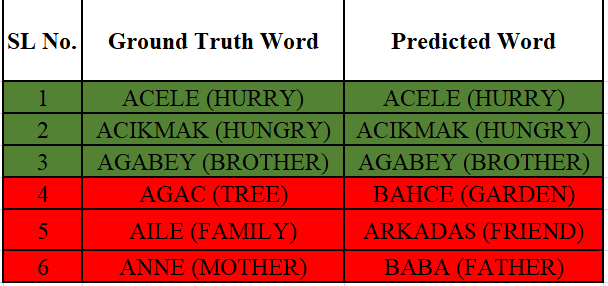 SL No. Ground Truth Word Predicted Word
1 ACELE (HURRY) ACELE (HURRY)
2 ACIKMAK (HUNGRY) ACIKMAK (HUNGRY)
3 AGABEY (BROTHER) AGABEY (BROTHER)
4 AGAC (TREE) BAHCE (GARDEN)
5 AILE (FAMILY) ARKADAS (FRIEND)
6 ANNE (MOTHER) BABA (FATHER)